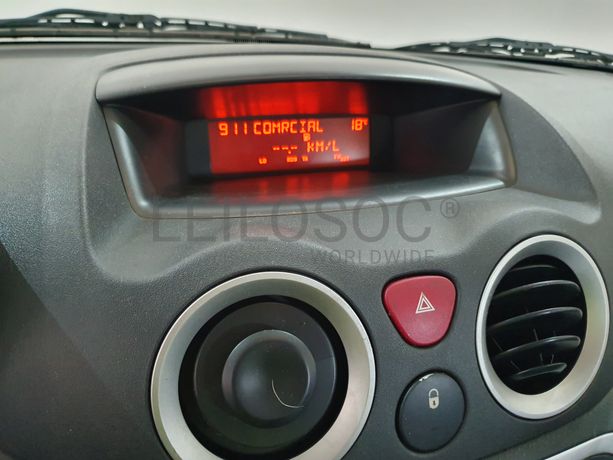 911 COMRCIAL 18°
--.- KM/L
LEILOSOC®
WORLDWIDE